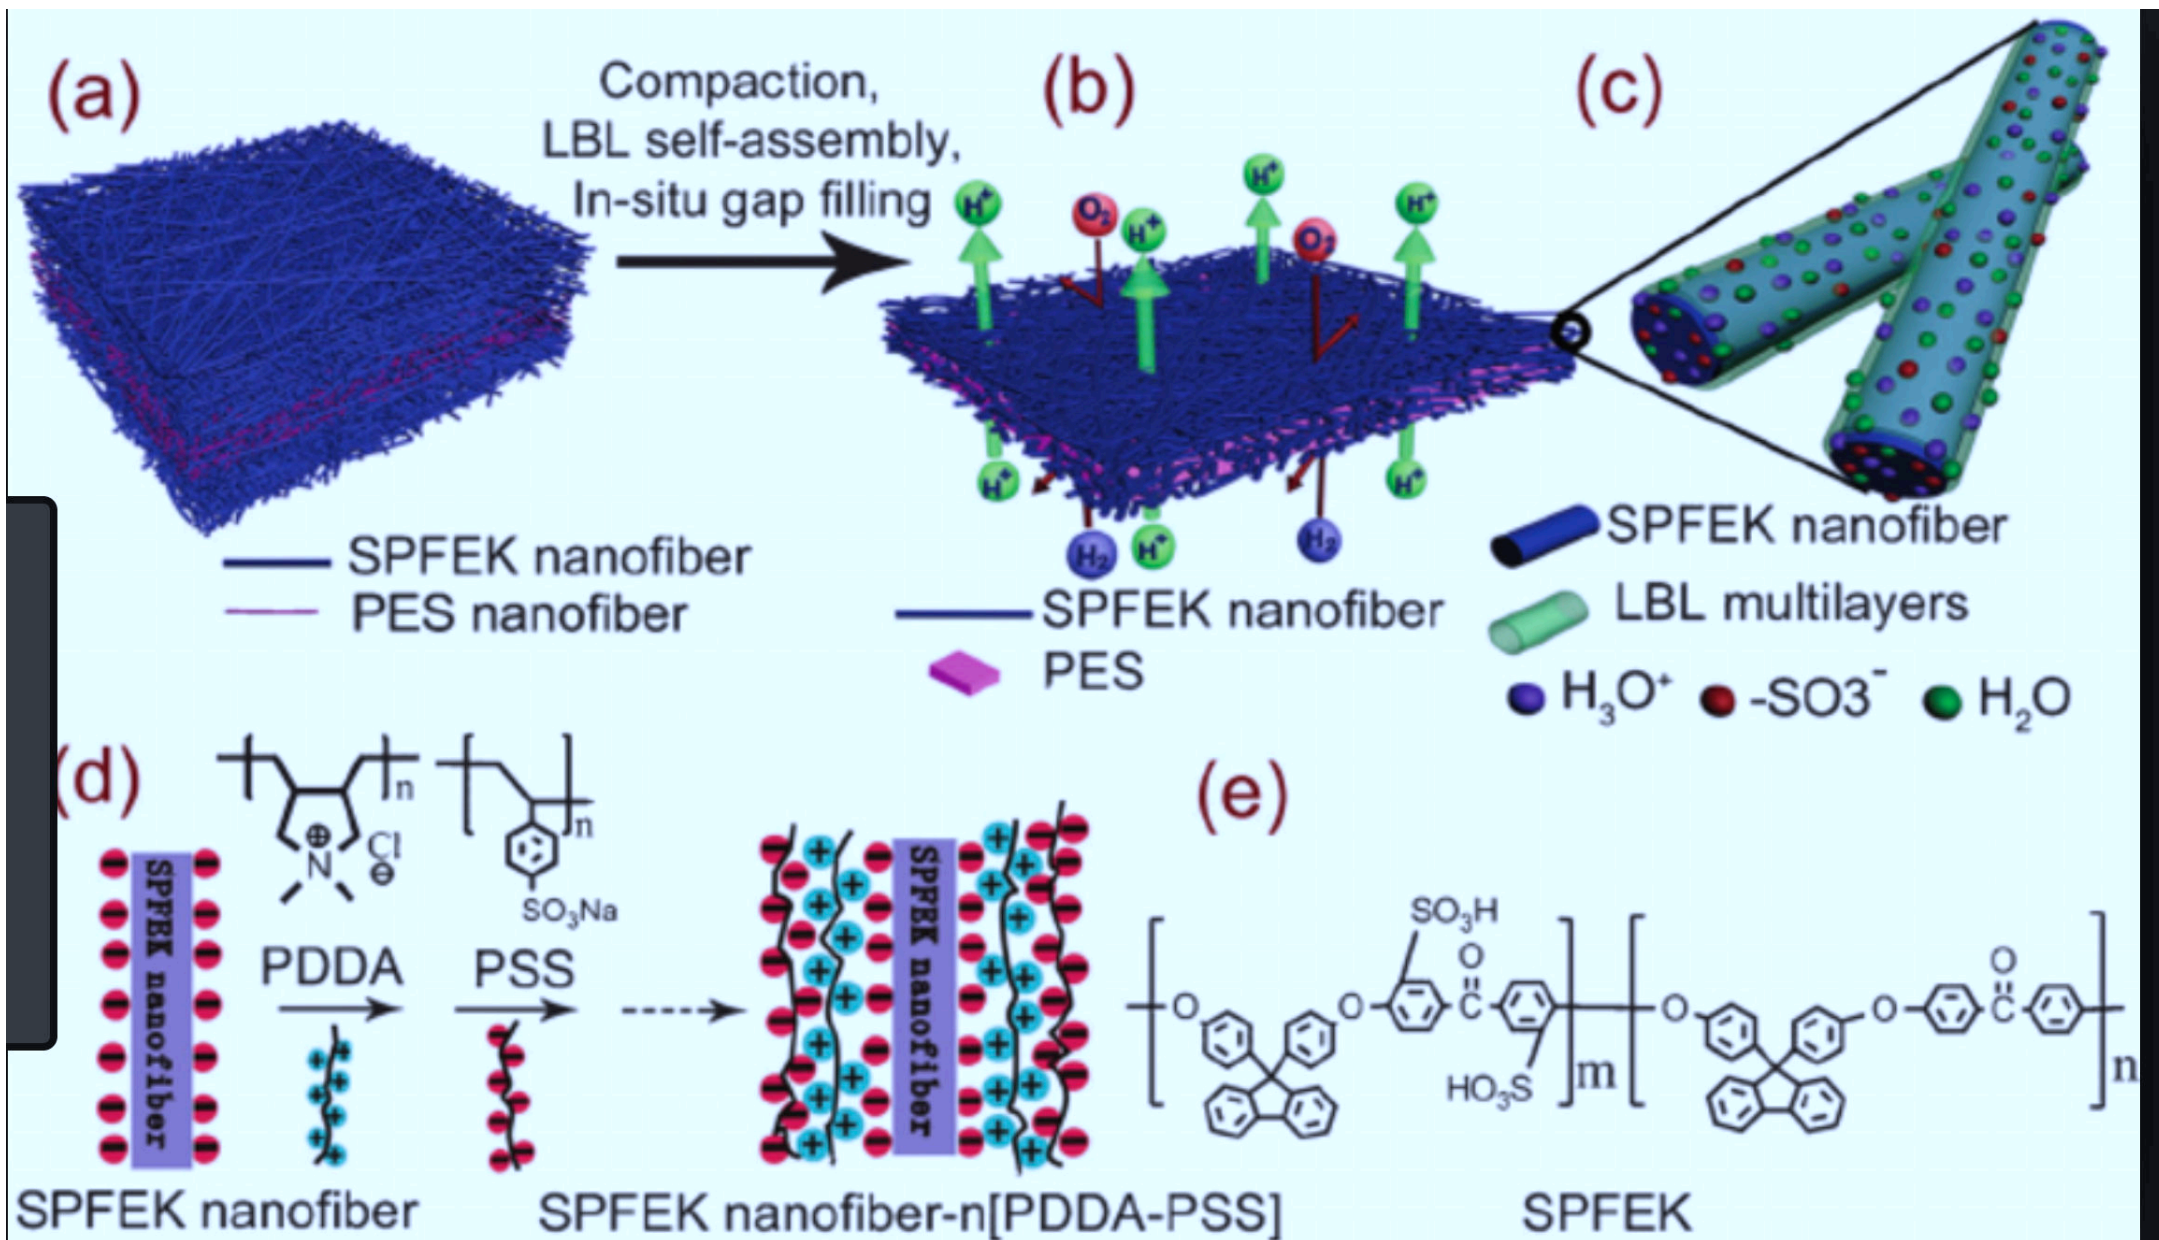 (a)
Compaction,
LBL self-assembly,
In-situ gap filling
SPFEK nanofiber
PES nanofiber
(b)
H⁺
O₂
H⁺
H⁺
O₂
H⁺
H⁺
H₂
H⁺
H₂
H⁺
SPFEK nanofiber
PES
(c)
SPFEK nanofiber
LBL multilayers
H₃O⁺ -SO3⁻ H₂O
(d)
SPFEK nanofiber
n
⊕
N
Cl
⊖
n
SO₃Na
PDDA
PSS
SPFEK nanofiber
SPFEK nanofiber
SPFEK nanofiber-n[PDDA-PSS]
(e)
SO₃H
O
O
O
C
HO₃S
m
O
O
O
C
n
SPFEK